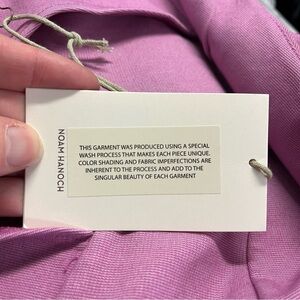 NOAM HANOCH
THIS GARMENT WAS PRODUCED USING A SPECIAL
WASH PROCESS THAT MAKES EACH PIECE UNIQUE.
COLOR SHADING AND FABRIC IMPERFECTIONS ARE
INHERENT TO THE PROCESS AND ADD TO THE
SINGULAR BEAUTY OF EACH GARMENT